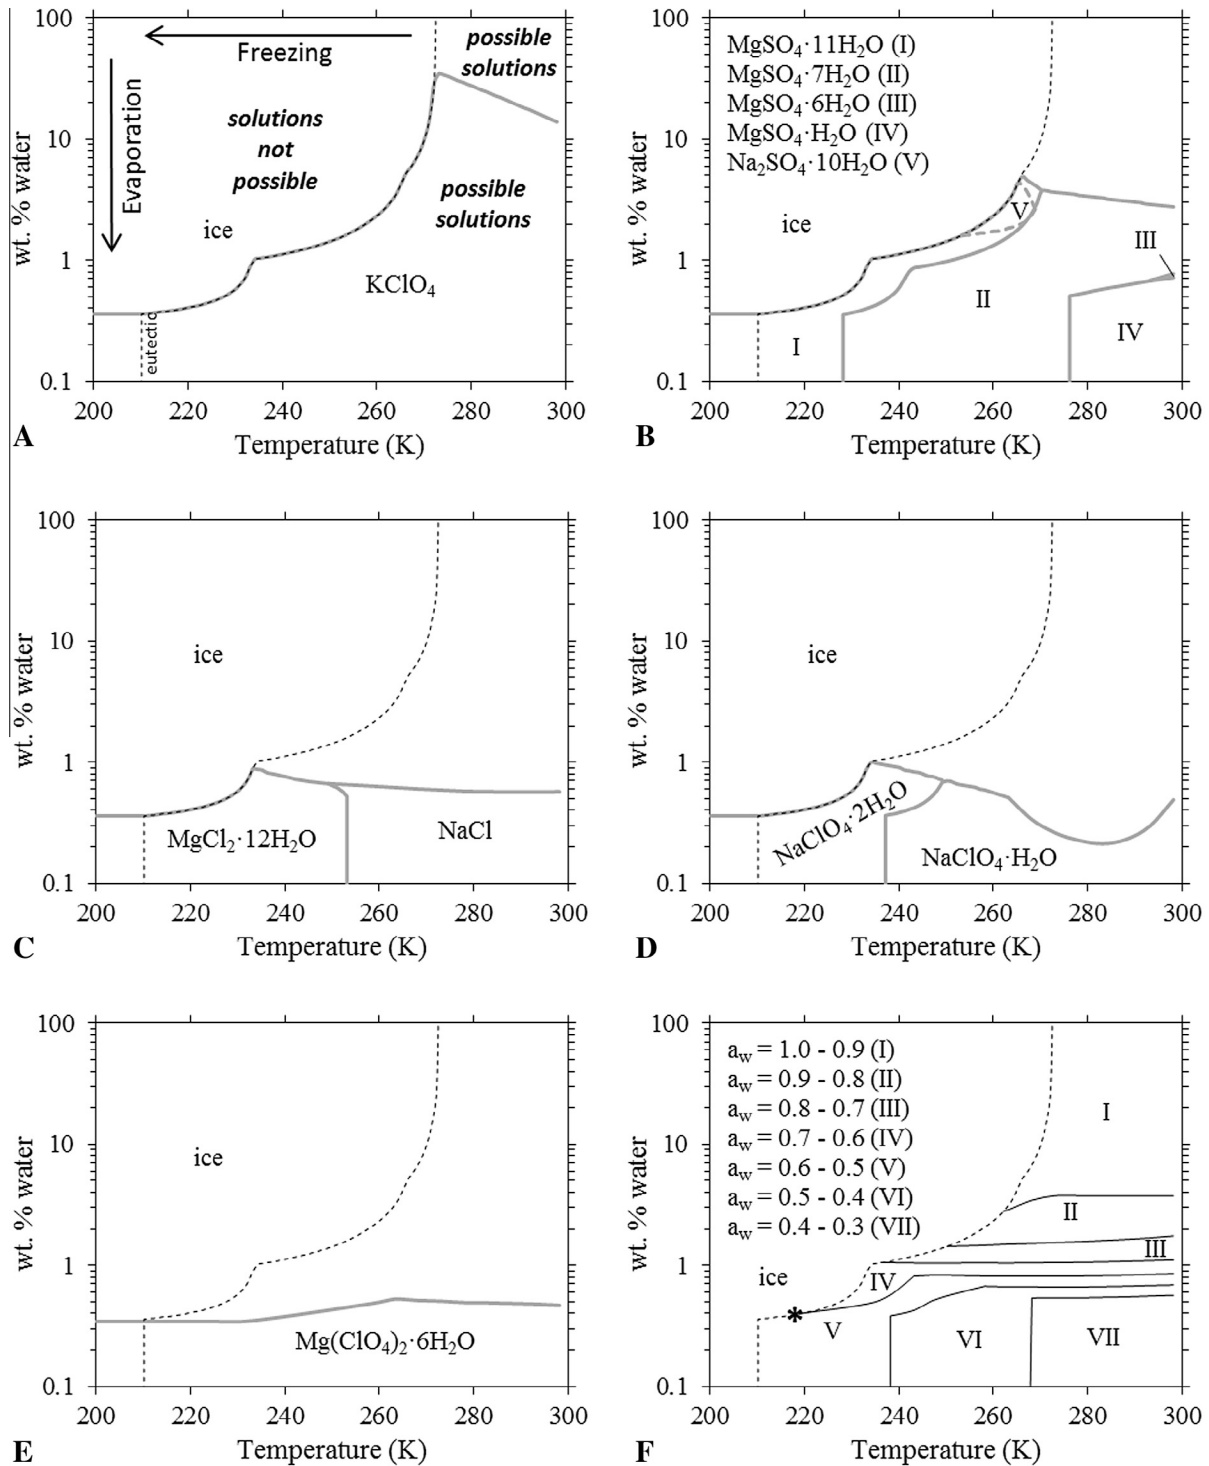 100
10
1
0.1
wt. % water
Freezing
Evaporation
possible
solutions
solutions
not
possible
possible
solutions
ice
KClO₄
eutectic
200 220 240 260 280 300
Temperature (K)
A
100
10
1
0.1
wt. % water
MgSO₄·11H₂O (I)
MgSO₄·7H₂O (II)
MgSO₄·6H₂O (III)
MgSO₄·H₂O (IV)
Na₂SO₄·10H₂O (V)
ice
V
III
II
I
IV
200 220 240 260 280 300
Temperature (K)
B
100
10
1
0.1
wt. % water
ice
MgCl₂·12H₂O
NaCl
200 220 240 260 280 300
Temperature (K)
C
100
10
1
0.1
wt. % water
ice
NaClO₄·2H₂O
NaClO₄·H₂O
200 220 240 260 280 300
Temperature (K)
D
100
10
1
0.1
wt. % water
ice
Mg(ClO₄)₂·6H₂O
200 220 240 260 280 300
Temperature (K)
E
100
10
1
0.1
wt. % water
a_w = 1.0 - 0.9 (I)
a_w = 0.9 - 0.8 (II)
a_w = 0.8 - 0.7 (III)
a_w = 0.7 - 0.6 (IV)
a_w = 0.6 - 0.5 (V)
a_w = 0.5 - 0.4 (VI)
a_w = 0.4 - 0.3 (VII)
I
II
III
ice
IV
*
V
VI
VII
200 220 240 260 280 300
Temperature (K)
F